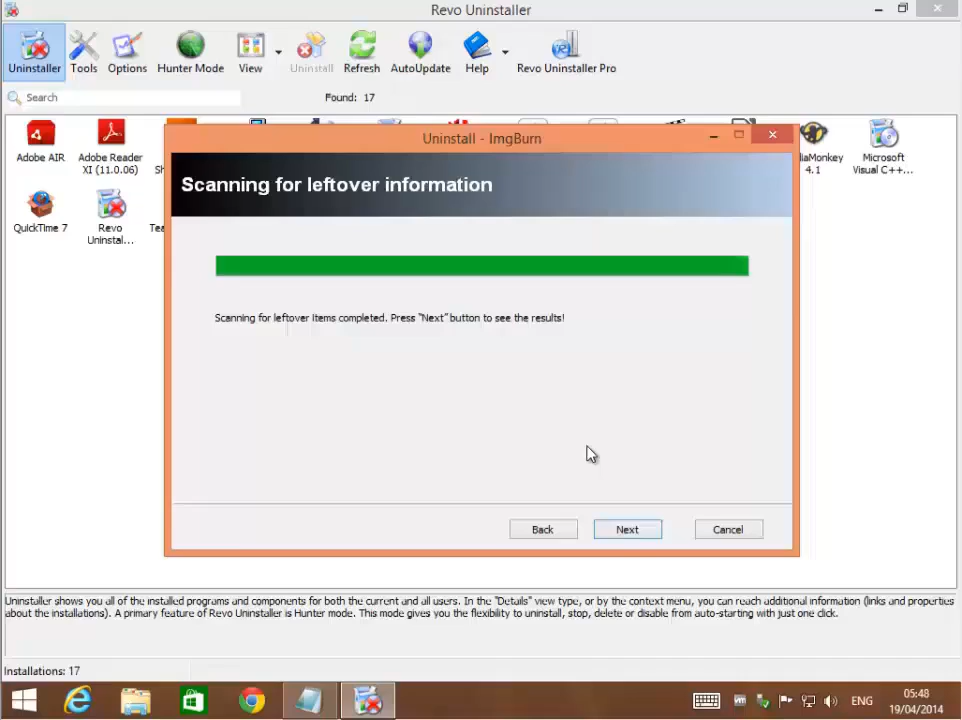 Revo Uninstaller
Uninstaller
Tools
Options
Hunter Mode
View
Uninstall
Refresh
AutoUpdate
Help
Revo Uninstaller Pro
Search
Found: 17
Adobe AIR
Adobe Reader
XI (11.0.06)
Sh
liaMonkey
4.1
Microsoft
Visual C++...
QuickTime 7
Revo
Uninstal...
Tea
Uninstall - ImgBurn
Scanning for leftover information
Scanning for leftover items completed. Press "Next" button to see the results!
Back
Next
Cancel
Uninstaller shows you all of the installed programs and components for both the current and all users. In the "Details" view type, or by the context menu, you can reach additional information (links and properties
about the installations). A primary feature of Revo Uninstaller is Hunter mode. This mode gives you the flexibility to uninstall, stop, delete or disable from auto-starting with just one click.
Installations: 17
ENG
05:48
19/04/2014